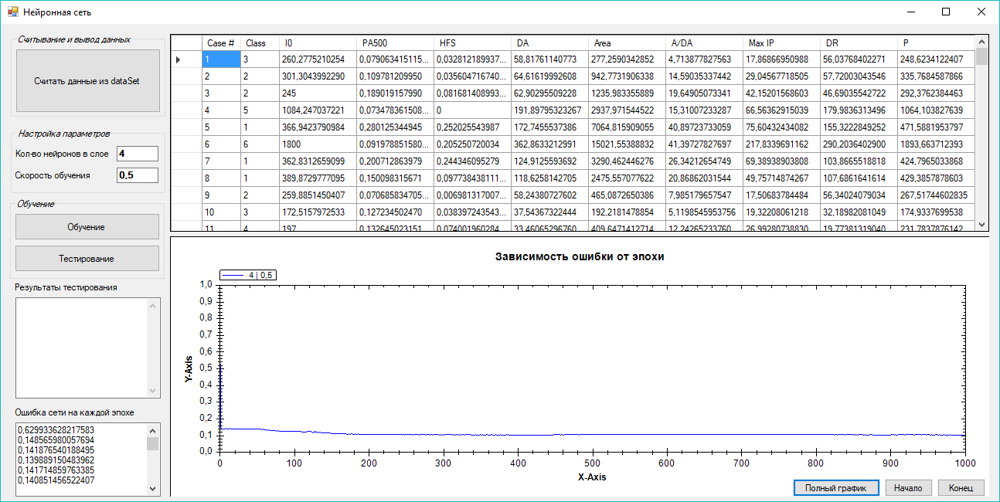 Нейронная сеть
Считывание и вывод данных
Считать данные из dataSet
Настройка параметров
Кол-во нейронов в слое 4
Скорость обучения 0,5
Обучение
Обучение
Тестирование
Результаты тестирования
Ошибка сети на каждой эпохе
0,629933628217583
0,148565980057694
0,141876540188495
0,139889150483962
0,141714859763385
0,140851456522407
Case # Class I0 PA500 HFS DA Area A/DA Max IP DR P
1 3 260,2775210254 0,079063415115... 0,032812189937... 58,81761140773 277,2590342852 4,713877827563 17,86866950988 56,03768402271 248,6234122407
2 2 301,3043992290 0,109781209950 0,035604716740... 64,61619992608 942,7731906338 14,59035337442 29,04567718505 57,72003043546 335,7684587866
3 2 245 0,189019157990 0,081681408993... 62,90295509228 1235,983355889 19,64905073341 42,15201568603 46,69035542722 292,3762384463
4 5 1084,247037221 0,073478361508... 0 191,89795323267 2937,971544522 15,31007233287 66,56362915039 179,9836313496 1064,103827639
5 1 366,9423790984 0,280125344945 0,252025543987 172,7455537386 7064,815909055 40,89723733059 75,60432434082 155,3222849252 471,5881953797
6 6 1800 0,091978851580... 0,205250720034 362,8633212991 15021,55388832 41,39727827697 217,8339691162 290,2036402900 1893,663712393
7 1 362,8312659099 0,200712863979 0,244346095279 124,9125593692 3290,462446276 26,34212654749 69,38938903808 103,8665518818 424,7965033868
8 1 389,8729777095 0,150098315671 0,097738438111... 118,6258142705 2475,557077622 20,86862031544 49,75714874267 107,6861641614 429,3857878603
9 2 259,8851450407 0,070685834705... 0,006981317007... 58,24380727602 465,0872650386 7,985179657547 17,50683784484 56,34024079034 267,51744602835
10 3 172,5157972533 0,127234502470 0,038397243543... 37,54367322444 192,2181478854 5,1198545953756 19,32208061218 32,18982081049 174,9337699538
11 4 197 0,132645023151 0,074001960284 33,46065296760 409,6471412714 12,24265233760 26,99280738830 19,77381319040 231,7837876142
Зависимость ошибки от эпохи
4 | 0,5
1,0
0,9
0,8
0,7
0,6
0,5
0,4
0,3
0,2
0,1
0,0
Y-Axis
0 100 200 300 400 500 600 700 800 900 1000
X-Axis
Полный график Начало Конец